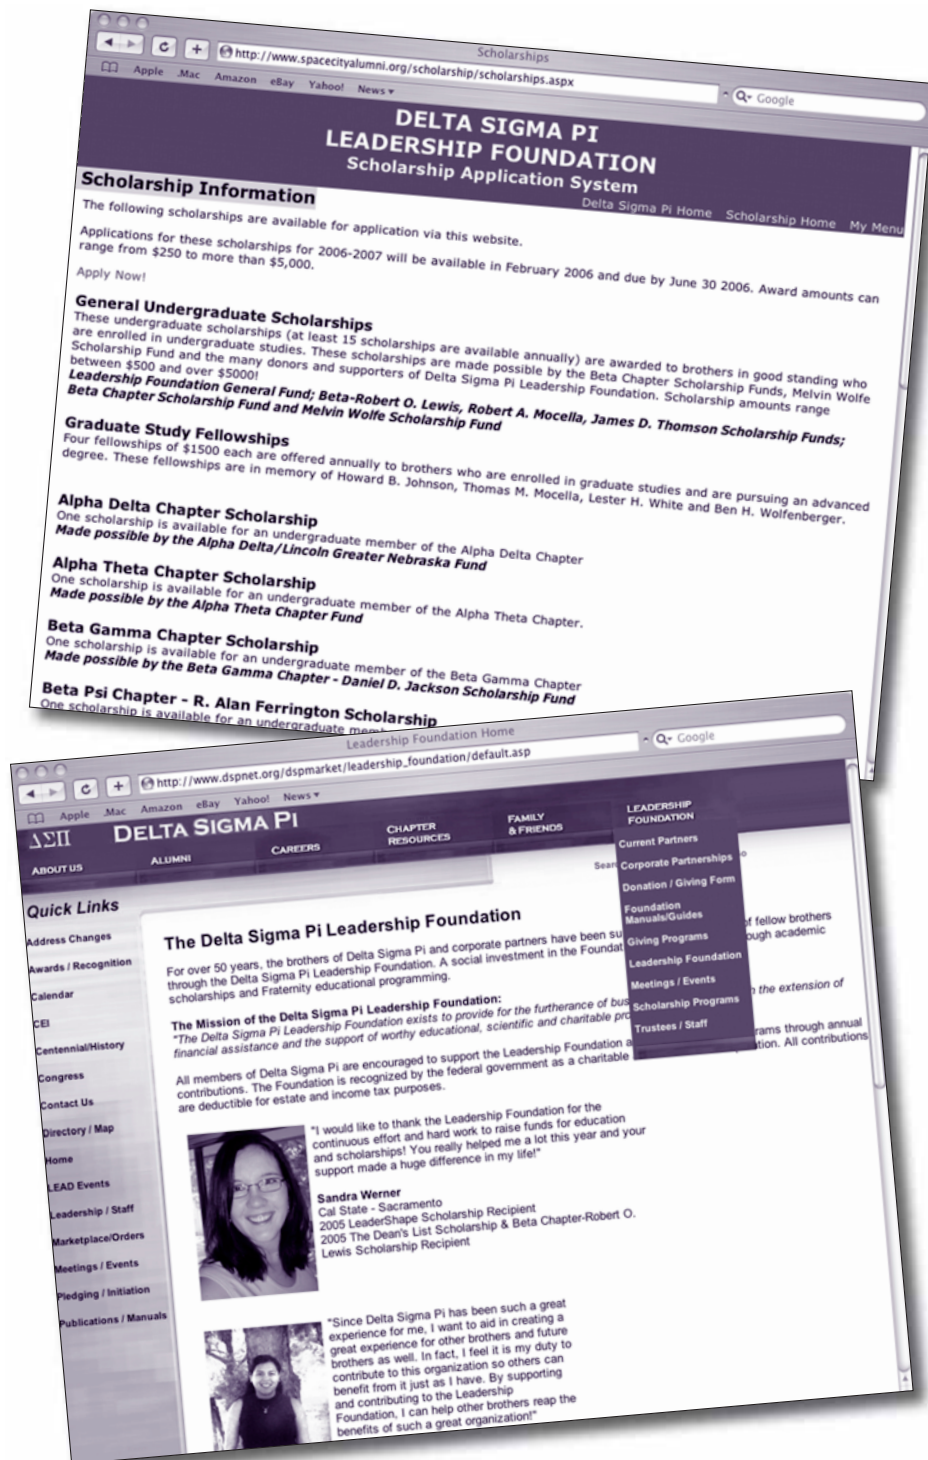 Scholarships
http://www.spacecityalumni.org/scholarship/scholarships.aspx
Google
Apple .Mac Amazon eBay Yahoo! News
DELTA SIGMA PI
LEADERSHIP FOUNDATION
Scholarship Application System
Delta Sigma Pi Home Scholarship Home My Menu
Scholarship Information
The following scholarships are available for application via this website.
Applications for these scholarships for 2006-2007 will be available in February 2006 and due by June 30 2006. Award amounts can
range from $250 to more than $5,000.
Apply Now!
General Undergraduate Scholarships
These undergraduate scholarships (at least 15 scholarships are available annually) are awarded to brothers in good standing who
are enrolled in undergraduate studies. These scholarships are made possible by the Beta Chapter Scholarship Funds, Melvin Wolfe
Scholarship Fund and the many donors and supporters of Delta Sigma Pi Leadership Foundation. Scholarship amounts range
between $500 and over $5000!
Leadership Foundation General Fund; Beta-Robert O. Lewis, Robert A. Mocella, James D. Thomson Scholarship Funds;
Beta Chapter Scholarship Fund and Melvin Wolfe Scholarship Fund
Graduate Study Fellowships
Four fellowships of $1500 each are offered annually to brothers who are enrolled in graduate studies and are pursuing an advanced
degree. These fellowships are in memory of Howard B. Johnson, Thomas M. Mocella, Lester H. White and Ben H. Wolfenberger.
Alpha Delta Chapter Scholarship
One scholarship is available for an undergraduate member of the Alpha Delta Chapter
Made possible by the Alpha Delta/Lincoln Greater Nebraska Fund
Alpha Theta Chapter Scholarship
One scholarship is available for an undergraduate member of the Alpha Theta Chapter.
Made possible by the Alpha Theta Chapter Fund
Beta Gamma Chapter Scholarship
One scholarship is available for an undergraduate member of the Beta Gamma Chapter
Made possible by the Beta Gamma Chapter - Daniel D. Jackson Scholarship Fund
Beta Psi Chapter - R. Alan Ferrington Scholarship
One scholarship is available for an undergraduate
Leadership Foundation Home
http://www.dspnet.org/dspmarket/leadership_foundation/default.asp
Google
Apple .Mac Amazon eBay Yahoo! News
ΔΣΠ DELTA SIGMA PI
ABOUT US
ALUMNI
CAREERS
CHAPTER
RESOURCES
FAMILY
& FRIENDS
LEADERSHIP
FOUNDATION
Current Partners
Corporate Partnerships
Donation / Giving Form
Foundation
Manuals/Guides
Giving Programs
Leadership Foundation
Meetings / Events
Scholarship Programs
Trustees / Staff
Quick Links
Address Changes
Awards / Recognition
Calendar
CEI
Centennial/History
Congress
Contact Us
Directory / Map
Home
LEAD Events
Leadership / Staff
Marketplace/Orders
Meetings / Events
Pledging / Initiation
Publications / Manuals
The Delta Sigma Pi Leadership Foundation
For over 50 years, the brothers of Delta Sigma Pi and corporate partners have been su of fellow brothers
through the Delta Sigma Pi Leadership Foundation. A social investment in the Foundat ough academic
scholarships and Fraternity educational programming.
The Mission of the Delta Sigma Pi Leadership Foundation:
"The Delta Sigma Pi Leadership Foundation exists to provide for the furtherance of bus h the extension of
financial assistance and the support of worthy educational, scientific and charitable pro
All members of Delta Sigma Pi are encouraged to support the Leadership Foundation a rams through annual
contributions. The Foundation is recognized by the federal government as a charitable ation. All contributions
are deductible for estate and income tax purposes.
"I would like to thank the Leadership Foundation for the
continuous effort and hard work to raise funds for education
and scholarships! You really helped me a lot this year and your
support made a huge difference in my life!"
Sandra Werner
Cal State - Sacramento
2005 LeaderShape Scholarship Recipient
2005 The Dean's List Scholarship & Beta Chapter-Robert O.
Lewis Scholarship Recipient
"Since Delta Sigma Pi has been such a great
experience for me, I want to aid in creating a
great experience for other brothers and future
brothers as well. In fact, I feel it is my duty to
contribute to this organization so others can
benefit from it just as I have. By supporting
and contributing to the Leadership
Foundation, I can help other brothers reap the
benefits of such a great organization!"